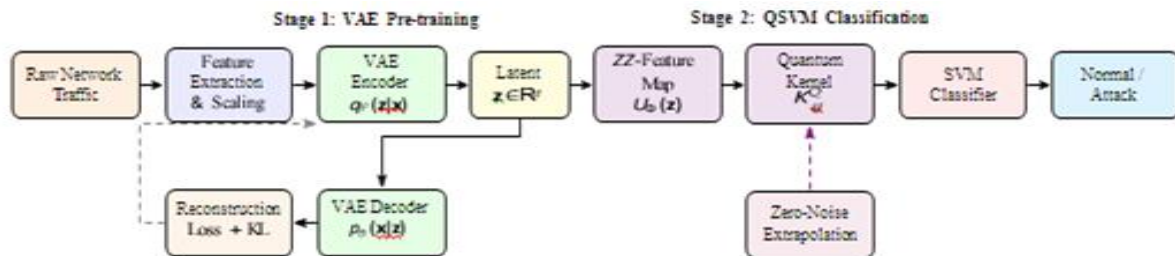 Stage 1: VAE Pre-training
Stage 2: QSVM Classification
Raw Network
Traffic
Feature
Extraction
& Scaling
VAE
Encoder
(z|x)
Latent
ZZ-Feature
Map
(z)
Quantum
Kernel
SVM
Classifier
Normal /
Attack
Reconstruction
Loss + KL
VAE Decoder
(x|z)
Zero-Noise
Extrapolation